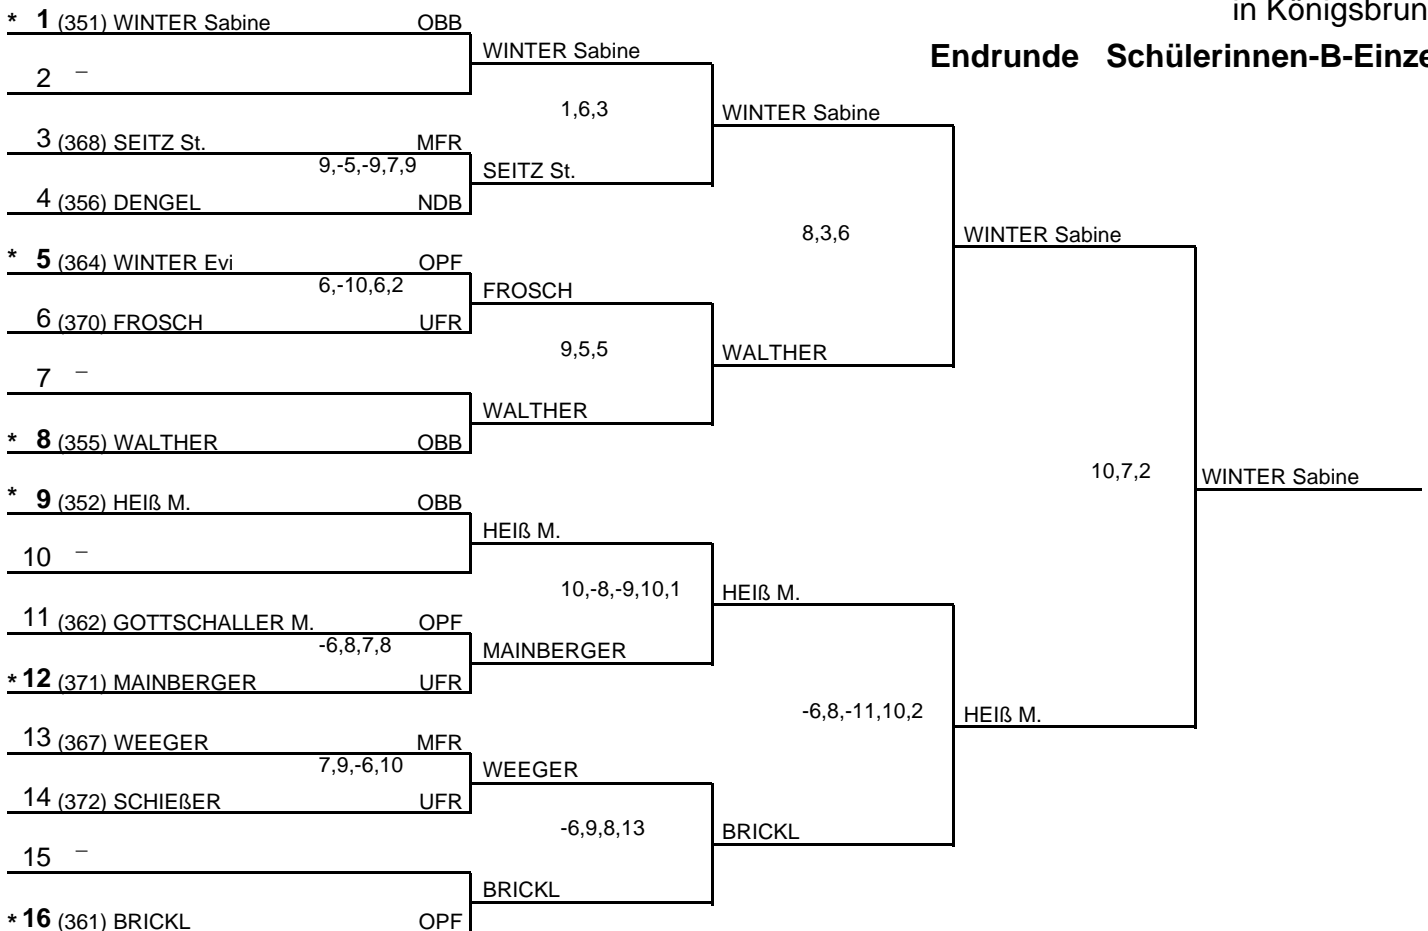 in Königsbrun
Endrunde Schülerinnen-B-Einze
* 1 (351) WINTER Sabine OBB
WINTER Sabine
2 –
1,6,3
WINTER Sabine
3 (368) SEITZ St. MFR
9,-5,-9,7,9
SEITZ St.
4 (356) DENGEL NDB
8,3,6
WINTER Sabine
* 5 (364) WINTER Evi OPF
6,-10,6,2
FROSCH
6 (370) FROSCH UFR
9,5,5
WALTHER
7 –
WALTHER
* 8 (355) WALTHER OBB
10,7,2
WINTER Sabine
* 9 (352) HEIß M. OBB
HEIß M.
10 –
10,-8,-9,10,1
HEIß M.
11 (362) GOTTSCHALLER M. OPF
-6,8,7,8
MAINBERGER
* 12 (371) MAINBERGER UFR
-6,8,-11,10,2
HEIß M.
13 (367) WEEGER MFR
7,9,-6,10
WEEGER
14 (372) SCHIEßER UFR
-6,9,8,13
BRICKL
15 –
BRICKL
* 16 (361) BRICKL OPF